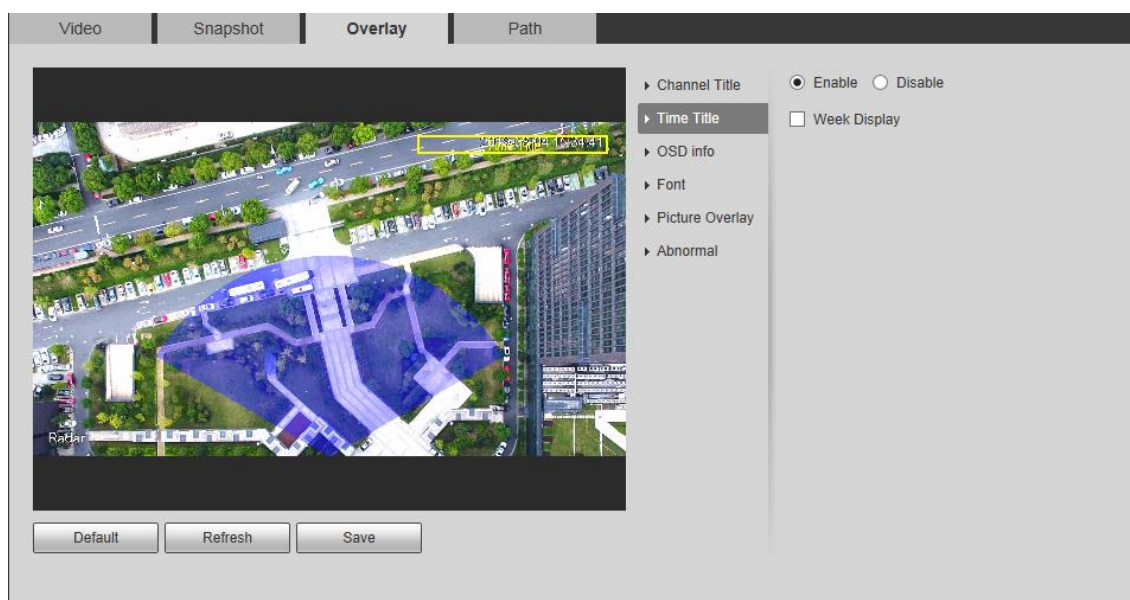 Video Snapshot Overlay Path
Channel Title
Time Title
OSD info
Font
Picture Overlay
Abnormal
Enable Disable
Week Display
Radar
Default Refresh Save